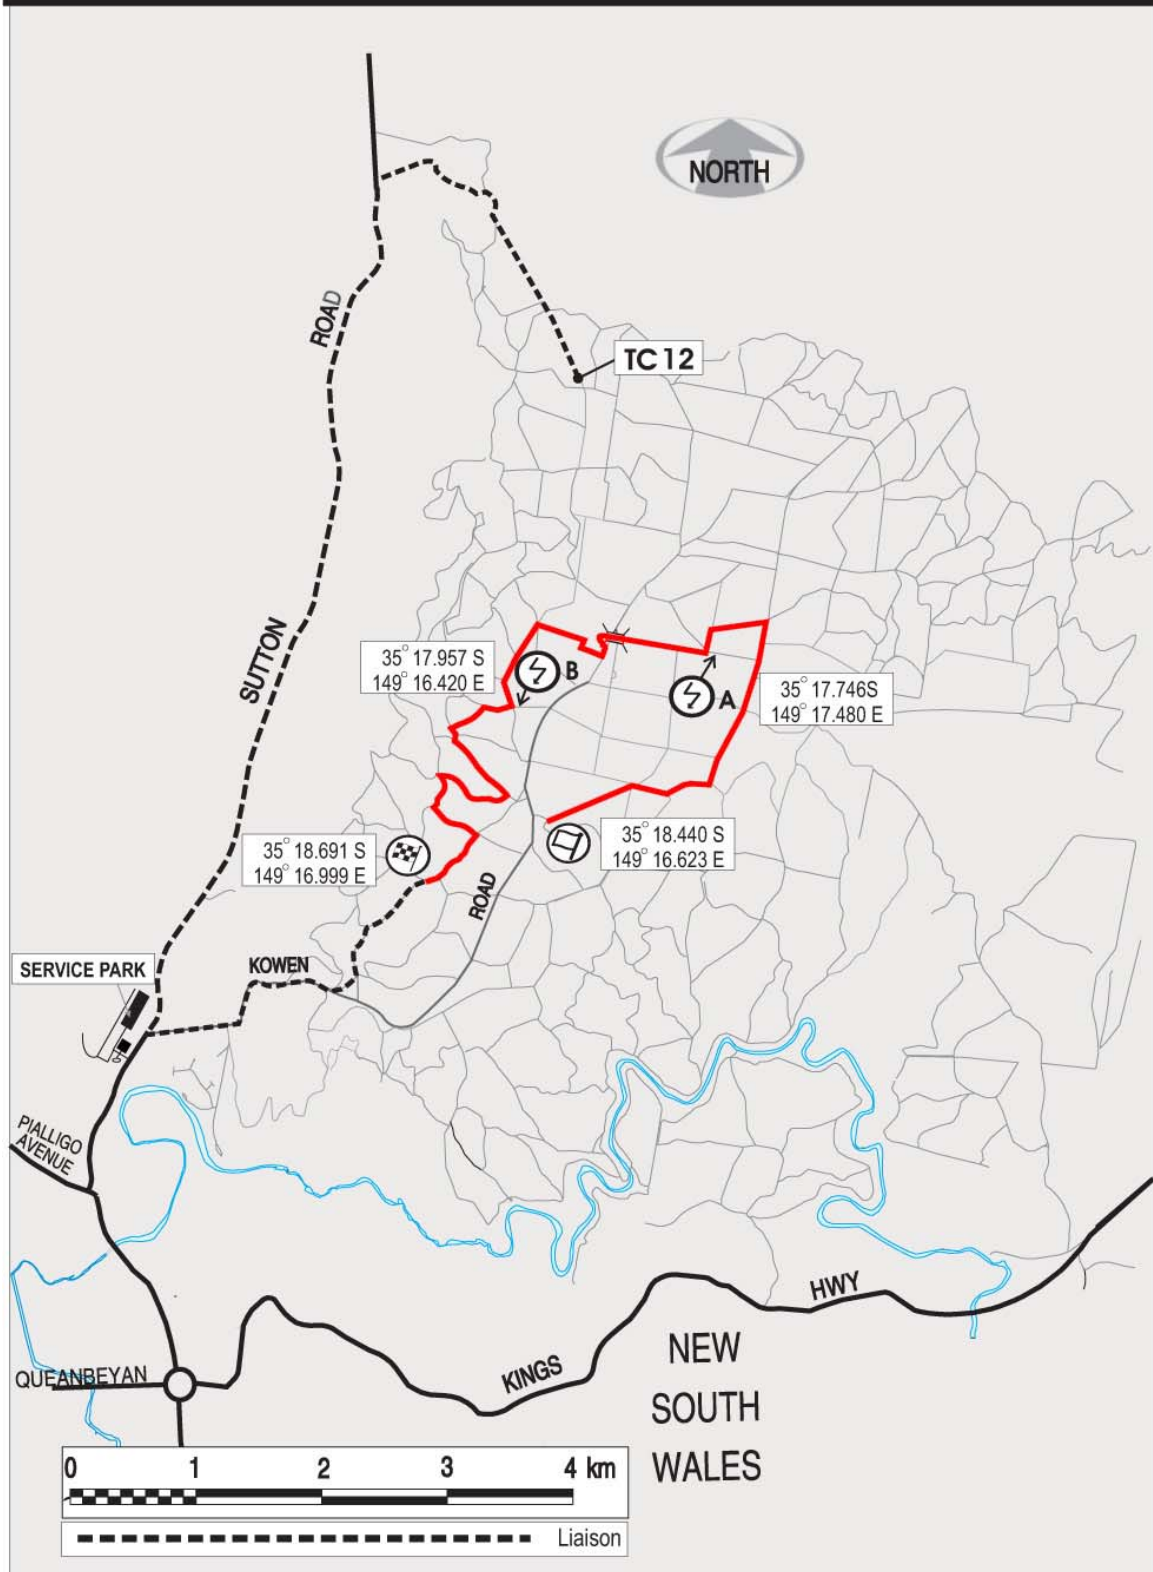 NORTH
ROAD
TC 12
SUTTON
35° 17.957 S
149° 16.420 E
B
A
35° 17.746S
149° 17.480 E
35° 18.691 S
149° 16.999 E
35° 18.440 S
149° 16.623 E
ROAD
KOWEN
SERVICE PARK
PIALLIGO
AVENUE
HWY
KINGS
QUEANBEYAN
NEW
SOUTH
WALES
0 1 2 3 4 km
Liaison